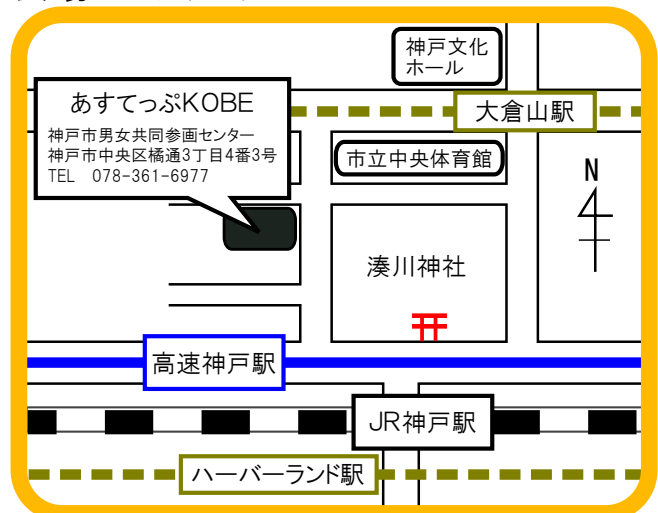 神戸文化
ホール
あすてっぷKOBE
神戸市男女共同参画センター
神戸市中央区橘通3丁目4番3号
TEL 078-361-6977
大倉山駅
市立中央体育館
N
湊川神社
高速神戸駅
JR神戸駅
ハーバーランド駅